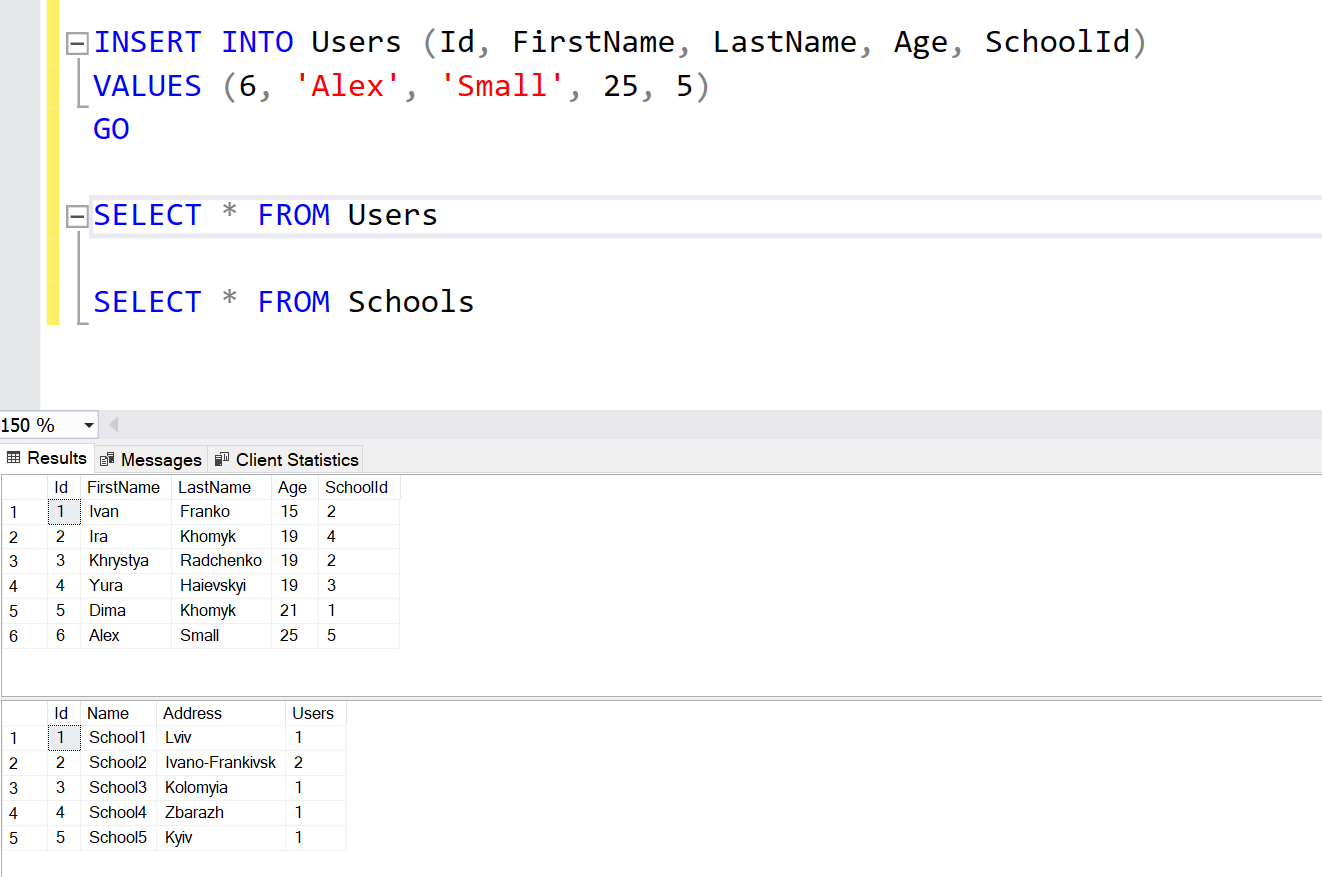 INSERT INTO Users (Id, FirstName, LastName, Age, SchoolId)
VALUES (6, 'Alex', 'Small', 25, 5)
GO
SELECT * FROM Users
SELECT * FROM Schools
150 %
Results Messages Client Statistics
Id FirstName LastName Age SchoolId
1 1 Ivan Franko 15 2
2 2 Ira Khomyk 19 4
3 3 Khrystya Radchenko 19 2
4 4 Yura Haievskyi 19 3
5 5 Dima Khomyk 21 1
6 6 Alex Small 25 5
Id Name Address Users
1 1 School1 Lviv 1
2 2 School2 Ivano-Frankivsk 2
3 3 School3 Kolomyia 1
4 4 School4 Zbarazh 1
5 5 School5 Kyiv 1